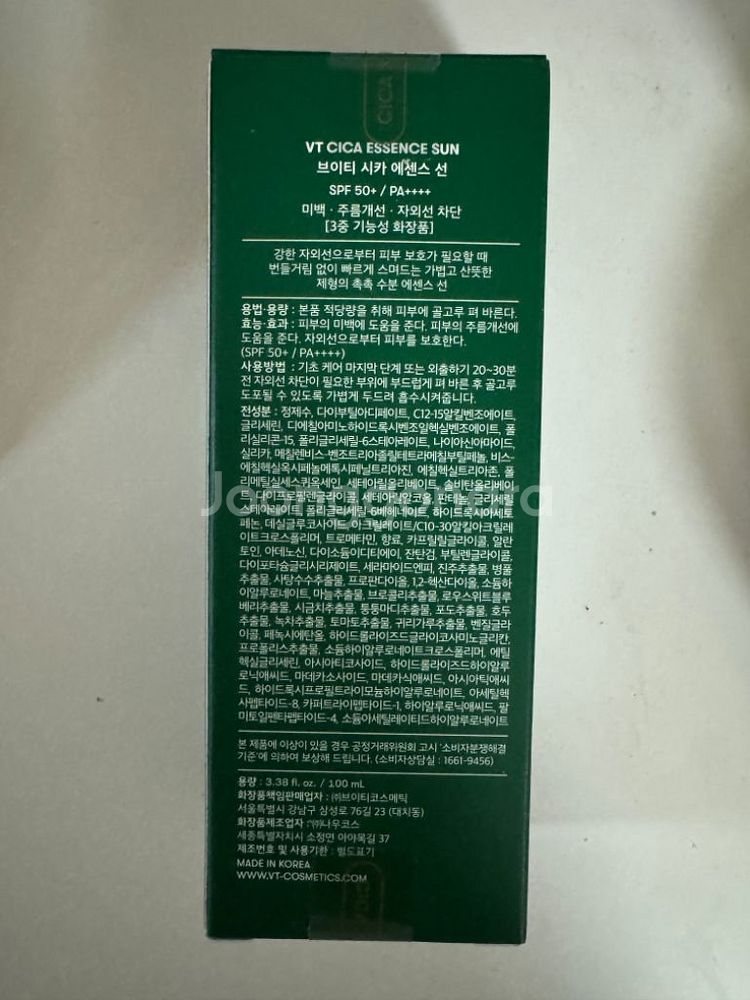 CICA
VT CICA ESSENCE SUN
브이티 시카 에센스 선
SPF 50+ / PA++++
미백 · 주름개선 · 자외선 차단
[3중 기능성 화장품]
강한 자외선으로부터 피부 보호가 필요할 때
번들거림 없이 빠르게 스며드는 가볍고 산뜻한
제형의 촉촉 수분 에센스 선
용법·용량 : 본품 적당량을 취해 피부에 골고루 펴 바른다.
효능·효과 : 피부의 미백에 도움을 준다. 피부의 주름개선에
도움을 준다. 자외선으로부터 피부를 보호한다.
(SPF 50+ / PA++++)
사용방법 : 기초 케어 마지막 단계 또는 외출하기 20~30분
전 자외선 차단이 필요한 부위에 부드럽게 펴 바른 후 골고루
도포될 수 있도록 가볍게 두드려 흡수시켜줍니다.
전성분 : 정제수, 다이부틸아디페이트, C12-15알킬벤조에이트,
글리세린, 디에칠아미노하이드록시벤조일헥실벤조에이트, 폴
리실리콘-15, 폴리글리세릴-6스테아레이트, 나이아신아마이드,
실리카, 메칠렌비스-벤조트리아졸릴테트라메칠부틸페놀, 비스-
에칠헥실옥시페놀메톡시페닐트리아진, 에칠헥실트리아존, 폴
리메틸실세스퀴옥세인, 세테아릴올리베이트, 솔비탄올리베이
트, 다이프로필렌글라이콜, 세테아릴알코올, 판테놀, 글리세릴
스테아레이트, 폴리글리세릴-6베헤네이트, 하이드록시아세토
페논, 데실글루코사이드, 아크릴레이트/C10-30알킬아크릴레
이트크로스폴리머, 트로메타민, 향료, 카프릴릴글라이콜, 알란
토인, 아데노신, 다이소듐이디티에이, 잔탄검, 부틸렌글라이콜,
다이포타슘글리시리제이트, 세라마이드엔피, 진주추출물, 병풀
추출물, 사탕수수추출물, 프로판다이올, 1,2-헥산다이올, 소듐하
이알루로네이트, 마늘추출물, 브로콜리추출물, 로우스위트블루
베리추출물, 시금치추출물, 퉁퉁마디추출물, 포도추출물, 호두
추출물, 녹차추출물, 토마토추출물, 귀리가루추출물, 벤질글라
이콜, 페녹시에탄올, 하이드롤라이즈드글라이코사미노글리칸,
프로폴리스추출물, 소듐하이알루로네이트크로스폴리머, 에틸
헥실글리세린, 아시아티코사이드, 하이드롤라이즈드하이알루
로닉애씨드, 마데카소사이드, 마데카식애씨드, 아시아틱애씨
드, 하이드록시프로필트라이모늄하이알루로네이트, 아세틸헥
사펩타이드-8, 카퍼트라이펩타이드-1, 하이알루로닉애씨드, 팔
미토일펜타펩타이드-4, 소듐아세틸레이티드하이알루로네이트
본 제품에 이상이 있을 경우 공정거래위원회 고시 '소비자분쟁해결
기준'에 의하여 보상해 드립니다. (소비자상담실 : 1661-9456)
용량 : 3.38 fl. oz. / 100 mL
화장품책임판매업자 : ㈜브이티코스메틱
서울특별시 강남구 삼성로 76길 23 (대치동)
화장품제조업자 : ㈜나우코스
세종특별자치시 소정면 아야목길 37
제조번호 및 사용기한 : 별도표기
MADE IN KOREA
WWW.VT-COSMETICS.COM